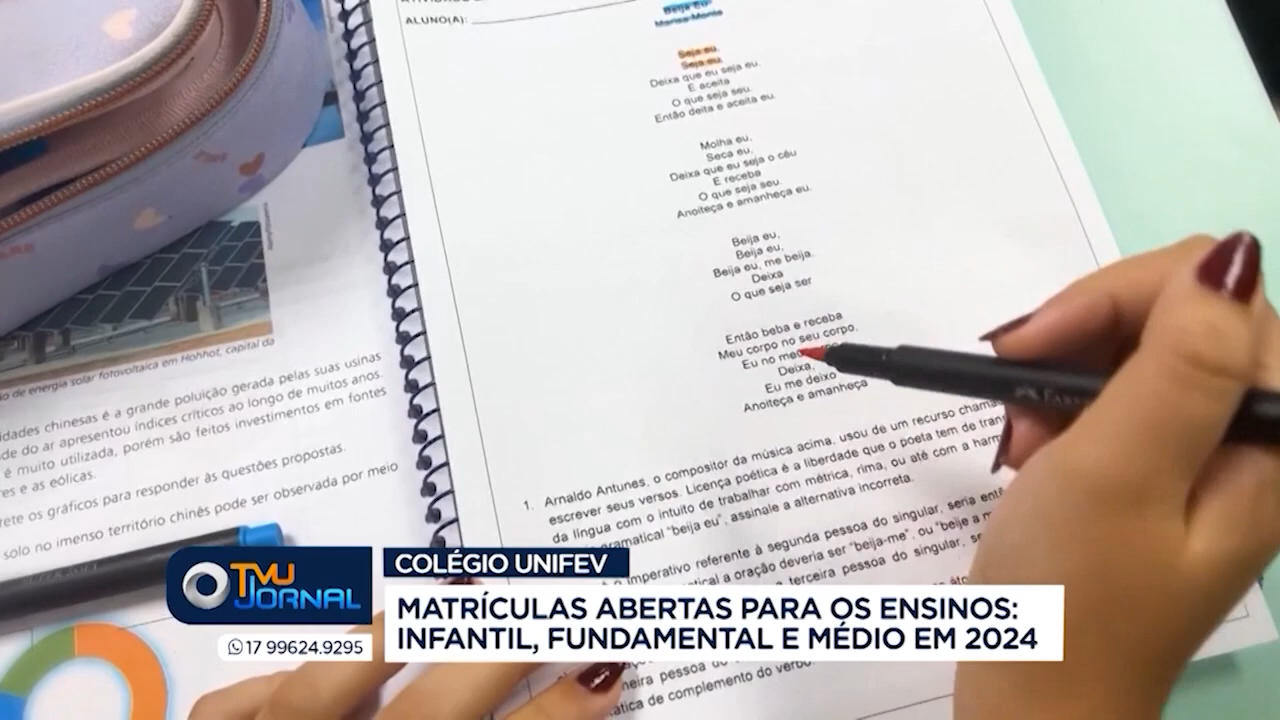 ALUNO(A):
Beija Eu
Marisa Monte
Seja eu,
Seja eu,
Deixa que eu seja eu.
E aceita
O que seja seu.
Então deita e aceita eu.
Molha eu,
Seca eu,
Deixa que eu seja o céu
E receba
O que seja seu.
Anoiteça e amanheça eu.
Beija eu,
Beija eu,
Beija eu, me beija.
Deixa
O que seja ser
Então beba e receba
Meu corpo no seu corpo,
Eu no meu
Deixa,
Eu me deixo
Anoiteça e amanheça
1. Arnaldo Antunes, o compositor da música acima, usou de um recurso
escrever seus versos. Licença poética é a liberdade que o poeta tem de
da língua com o intuito de trabalhar com métrica, rima, ou até com a
gramatical "beija eu", assinale a alternativa incorreta.
imperativo referente à segunda pessoa do singular, seria
a oração deveria ser "beija-me", ou "beije a
terceira pessoa do singular,
pessoa
de complemento do verbo
de energia solar fotovoltaica em Hohhot, capital da
chinesas é a grande poluição gerada pelas suas usinas
do ar apresentou índices críticos ao longo de muitos anos.
é muito utilizada, porém são feitos investimentos em fontes
e as eólicas.
os gráficos para responder às questões propostas.
solo no imenso território chinês pode ser observada por meio
TVU
JORNAL
17 99624.9295
COLÉGIO UNIFEV
MATRÍCULAS ABERTAS PARA OS ENSINOS:
INFANTIL, FUNDAMENTAL E MÉDIO EM 2024